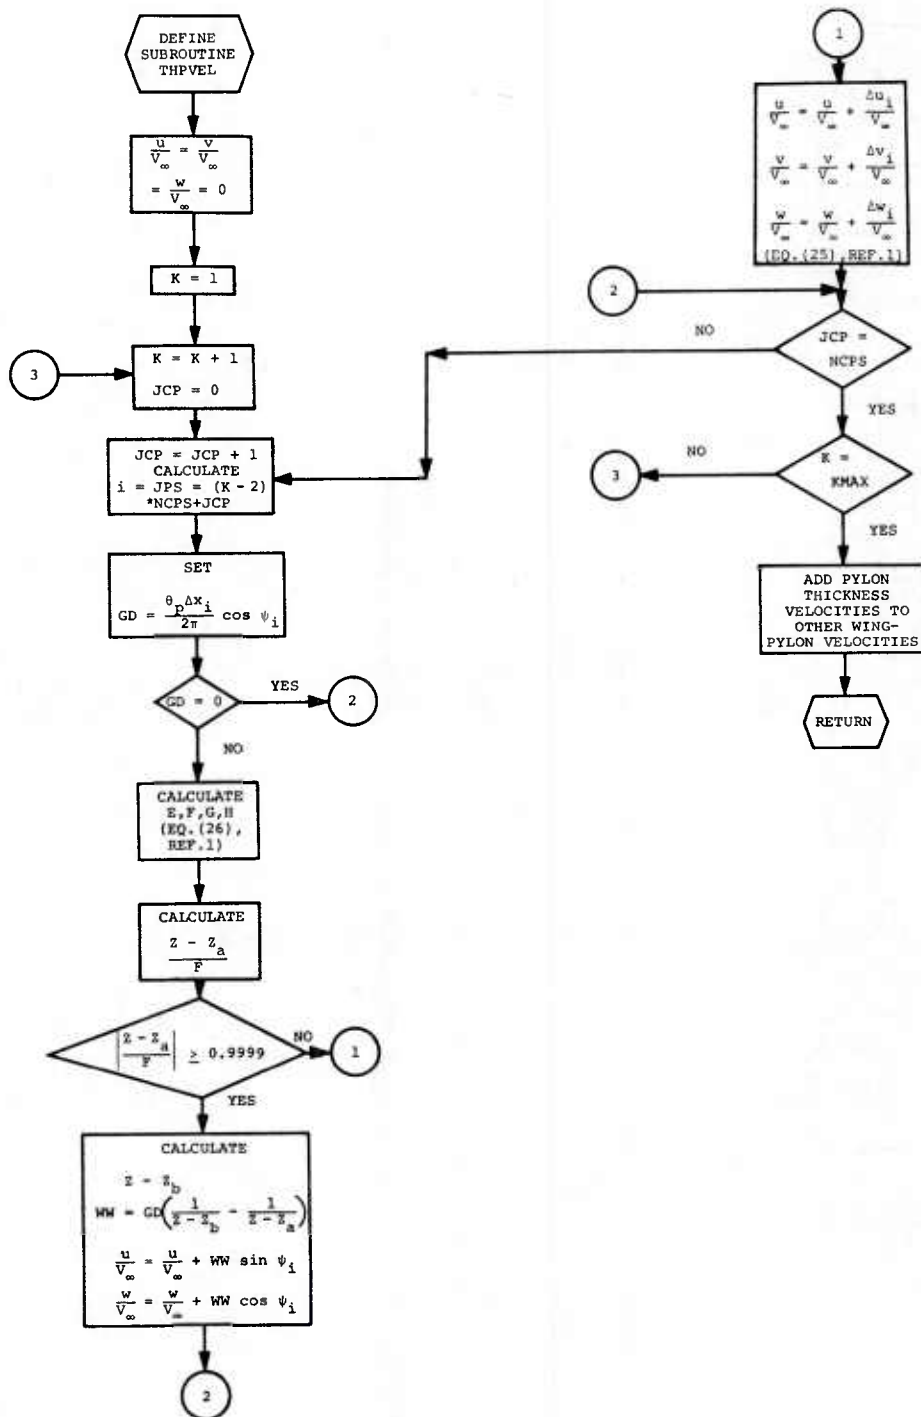 DEFINE
SUBROUTINE
THPVEL
u/V∞ = v/V∞
= w/V∞ = 0
K = 1
3
K = K + 1
JCP = 0
JCP = JCP + 1
CALCULATE
i = JPS = (K-2)
*NCPS+JCP
SET
GD = θpΔxi/2π cos ψi
GD = 0
YES
2
NO
CALCULATE
E,F,G,H
(EQ.(26),
REF.1)
CALCULATE
Z - Za/F
|Z - Za/F| ≥ 0.9999
NO
1
YES
CALCULATE
Z - Zb
WW = GD(1/Z-Zb - 1/Z-Za)
u/V∞ = u/V∞ + WW sin ψi
w/V∞ = w/V∞ + WW cos ψi
2
1
u/V∞ = u/V∞ + Δui/V∞
v/V∞ = v/V∞ + Δvi/V∞
w/V∞ = w/V∞ + Δwi/V∞
(EQ.(25),REF.1)
2
JCP =
NCPS
NO
YES
K =
KMAX
NO
3
YES
ADD PYLON
THICKNESS
VELOCITIES TO
OTHER WING-
PYLON VELOCITIES
RETURN